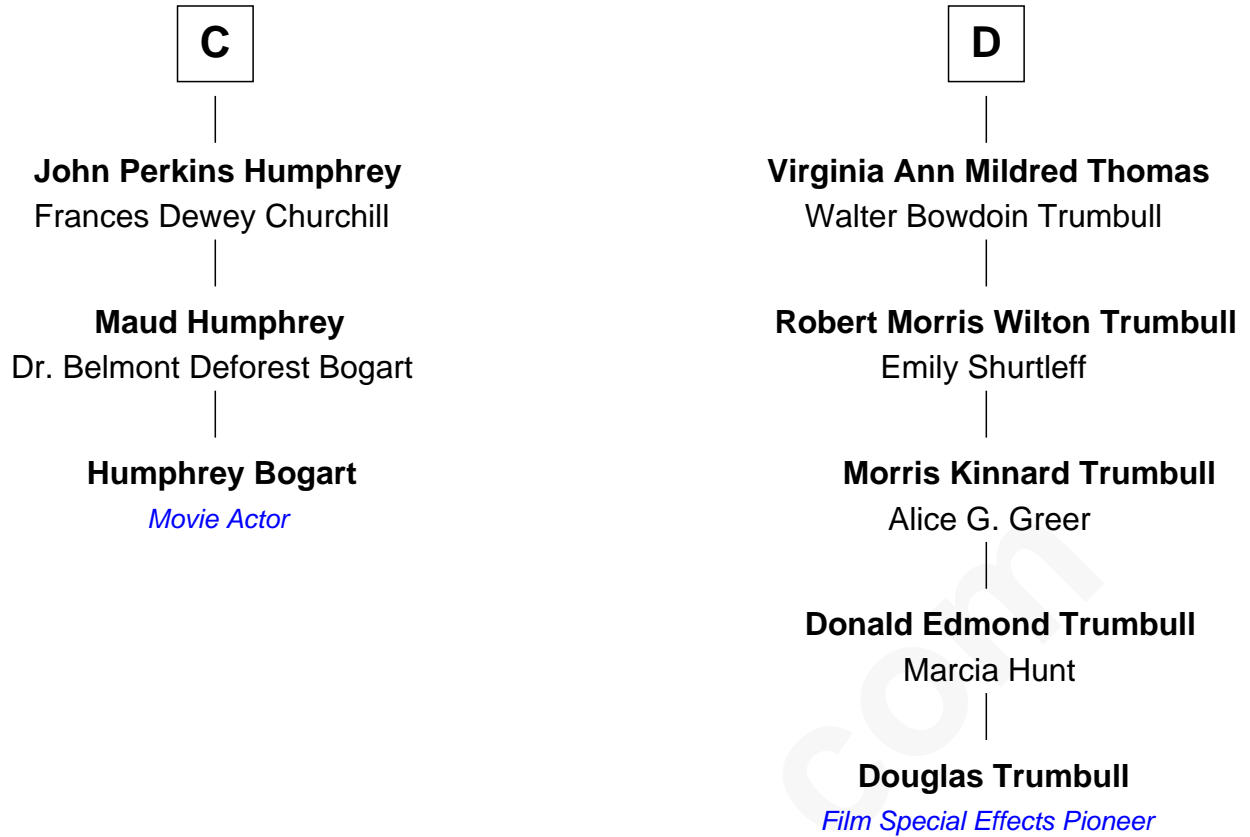 C
John Perkins Humphrey
Frances Dewey Churchill
Maud Humphrey
Dr. Belmont Deforest Bogart
Humphrey Bogart
Movie Actor
D
Virginia Ann Mildred Thomas
Walter Bowdoin Trumbull
Robert Morris Wilton Trumbull
Emily Shurtleff
Morris Kinnard Trumbull
Alice G. Greer
Donald Edmond Trumbull
Marcia Hunt
Douglas Trumbull
Film Special Effects Pioneer
com